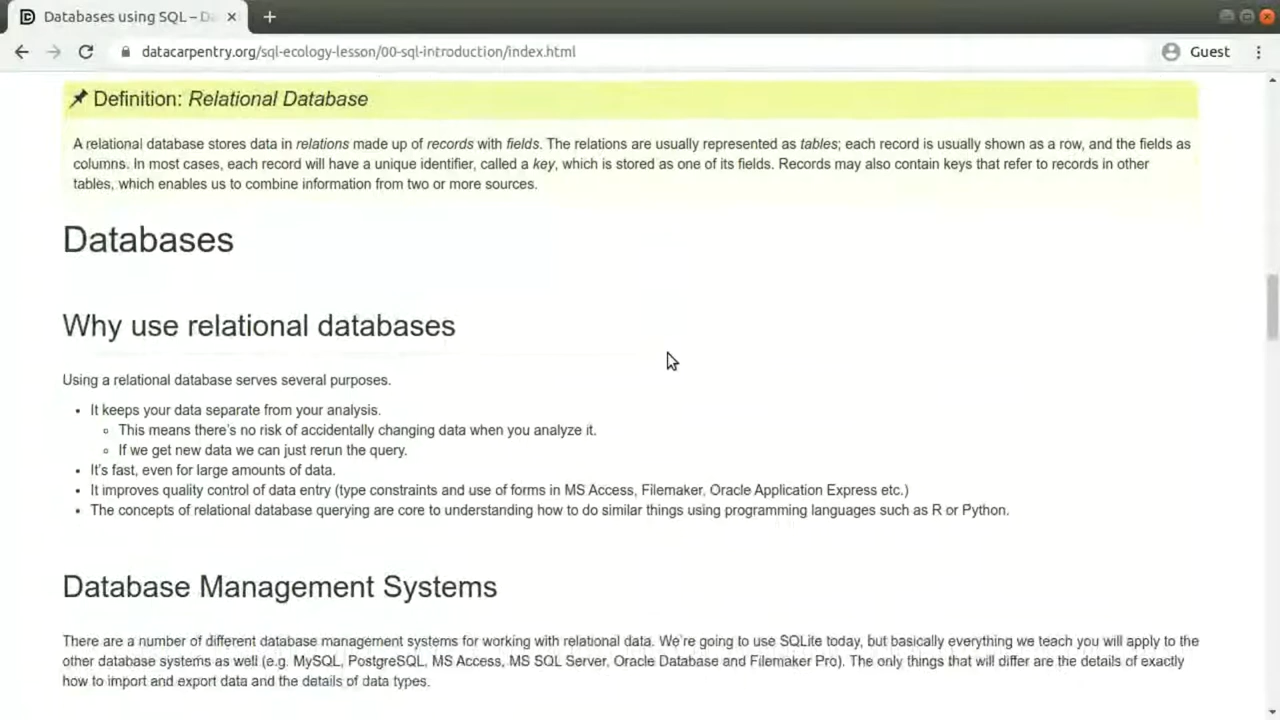 Databases using SQL – Da
datacarpentry.org/sql-ecology-lesson/00-sql-introduction/index.html
Guest
Definition: Relational Database
A relational database stores data in relations made up of records with fields. The relations are usually represented as tables; each record is usually shown as a row, and the fields as
columns. In most cases, each record will have a unique identifier, called a key, which is stored as one of its fields. Records may also contain keys that refer to records in other
tables, which enables us to combine information from two or more sources.
Databases
Why use relational databases
Using a relational database serves several purposes.
• It keeps your data separate from your analysis.
◦ This means there's no risk of accidentally changing data when you analyze it.
◦ If we get new data we can just rerun the query.
• It's fast, even for large amounts of data.
• It improves quality control of data entry (type constraints and use of forms in MS Access, Filemaker, Oracle Application Express etc.)
• The concepts of relational database querying are core to understanding how to do similar things using programming languages such as R or Python.
Database Management Systems
There are a number of different database management systems for working with relational data. We're going to use SQLite today, but basically everything we teach you will apply to the
other database systems as well (e.g. MySQL, PostgreSQL, MS Access, MS SQL Server, Oracle Database and Filemaker Pro). The only things that will differ are the details of exactly
how to import and export data and the details of data types.